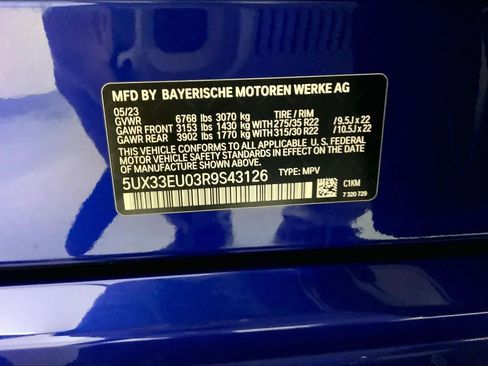 MFD BY BAYERISCHE MOTOREN WERKE AG
05/23
GVWR 6768 lbs 3070 kg TIRE / RIM
GAWR FRONT 3153 lbs 1430 kg WITH 275/35 R22 / 9.5J x 22
GAWR REAR 3902 lbs 1770 kg WITH 315/30 R22 / 10.5J x 22
THIS VEHICLE CONFORMS TO ALL APPLICABLE
FEDERAL MOTOR VEHICLE SAFETY STANDARDS
IN EFFECT ON THE DATE OF
MANUFACTURE SHOWN ABOVE.
5UX33EU03R9S43126 TYPE: MPV
C1KM
7 320 729